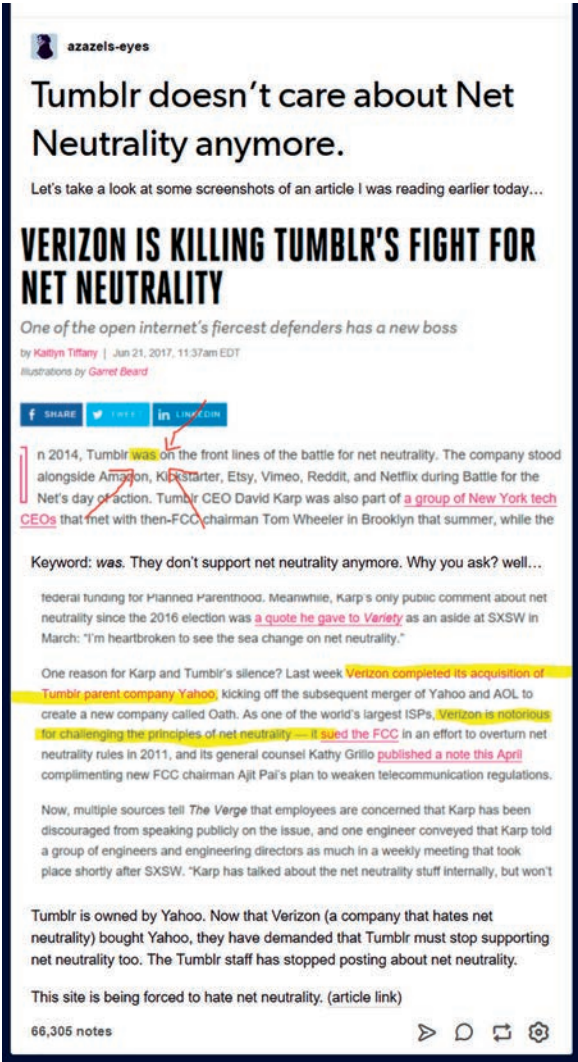 azazels-eyes
Tumblr doesn't care about Net
Neutrality anymore.
Let's take a look at some screenshots of an article I was reading earlier today...
VERIZON IS KILLING TUMBLR'S FIGHT FOR
NET NEUTRALITY
One of the open internet's fiercest defenders has a new boss
by Kaitlyn Tiffany | Jun 21, 2017, 11:37am EDT
Illustrations by Garret Beard
f SHARE TWEET in LINKEDIN
In 2014, Tumblr was on the front lines of the battle for net neutrality. The company stood
alongside Amazon, Kickstarter, Etsy, Vimeo, Reddit, and Netflix during Battle for the
Net's day of action. Tumblr CEO David Karp was also part of a group of New York tech
CEOs that met with then-FCC chairman Tom Wheeler in Brooklyn that summer, while the
Keyword: was. They don't support net neutrality anymore. Why you ask? well...
federal funding for Planned Parenthood. Meanwhile, Karp's only public comment about net
neutrality since the 2016 election was a quote he gave to Variety as an aside at SXSW in
March: "I'm heartbroken to see the sea change on net neutrality."
One reason for Karp and Tumblr's silence? Last week Verizon completed its acquisition of
Tumblr parent company Yahoo, kicking off the subsequent merger of Yahoo and AOL to
create a new company called Oath. As one of the world's largest ISPs, Verizon is notorious
for challenging the principles of net neutrality — it sued the FCC in an effort to overturn net
neutrality rules in 2011, and its general counsel Kathy Grillo published a note this April
complimenting new FCC chairman Ajit Pai's plan to weaken telecommunication regulations.
Now, multiple sources tell The Verge that employees are concerned that Karp has been
discouraged from speaking publicly on the issue, and one engineer conveyed that Karp told
a group of engineers and engineering directors as much in a weekly meeting that took
place shortly after SXSW. "Karp has talked about the net neutrality stuff internally, but won't
Tumblr is owned by Yahoo. Now that Verizon (a company that hates net
neutrality) bought Yahoo, they have demanded that Tumblr must stop supporting
net neutrality too. The Tumblr staff has stopped posting about net neutrality.
This site is being forced to hate net neutrality. (article link)
66,305 notes